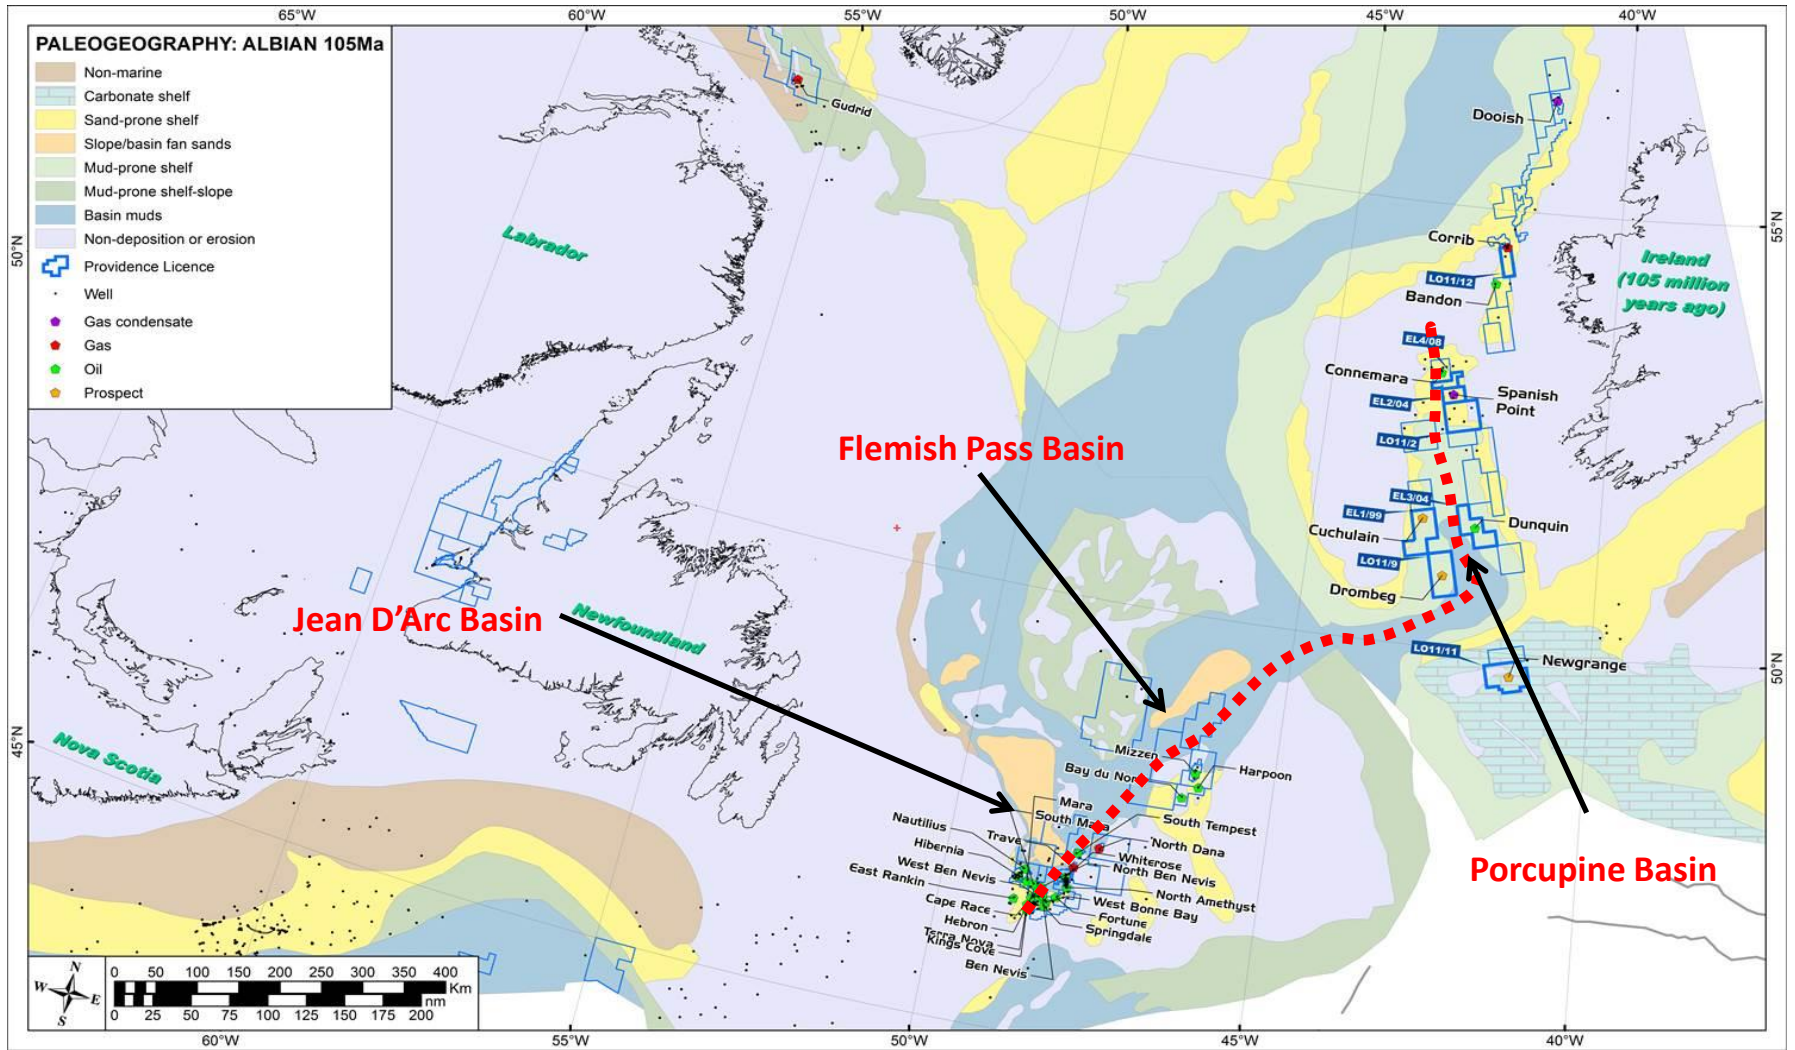 65°W
60°W
55°W
50°W
45°W
40°W
PALEOGEOGRAPHY: ALBIAN 105Ma
Non-marine
Carbonate shelf
Sand-prone shelf
Slope/basin fan sands
Mud-prone shelf
Mud-prone shelf-slope
Basin muds
Non-deposition or erosion
Providence Licence
Well
Gas condensate
Gas
Oil
Prospect
Gudrid
Dooish
Labrador
50°N
55°N
Corrib
Ireland
(105 million
years ago)
LO11/12
Bandon
EL4/08
Connemara
Spanish
Point
EL2/04
LO11/2
Flemish Pass Basin
EL3/04
EL1/99
Dunquin
Cuchulain
LO11/9
Drombeg
Jean D'Arc Basin
Newfoundland
LO11/11
Newgrange
50°N
45°N
Nova Scotia
Mizzen
Harpoon
Bay du Nor
Mara
South Mara
South Tempest
Nautilius
Trave
North Dana
Hibernia
Whiterose
West Ben Nevis
North Ben Nevis
East Rankin
North Amethyst
Porcupine Basin
Cape Race
West Bonne Bay
Hebron
Fortune
Terra Nova
Springdale
Kings Cove
Ben Nevis
N
W
E
S
0 50 100 150 200 250 300 350 400
Km
nm
0 25 50 75 100 125 150 175 200
60°W
55°W
50°W
45°W
40°W